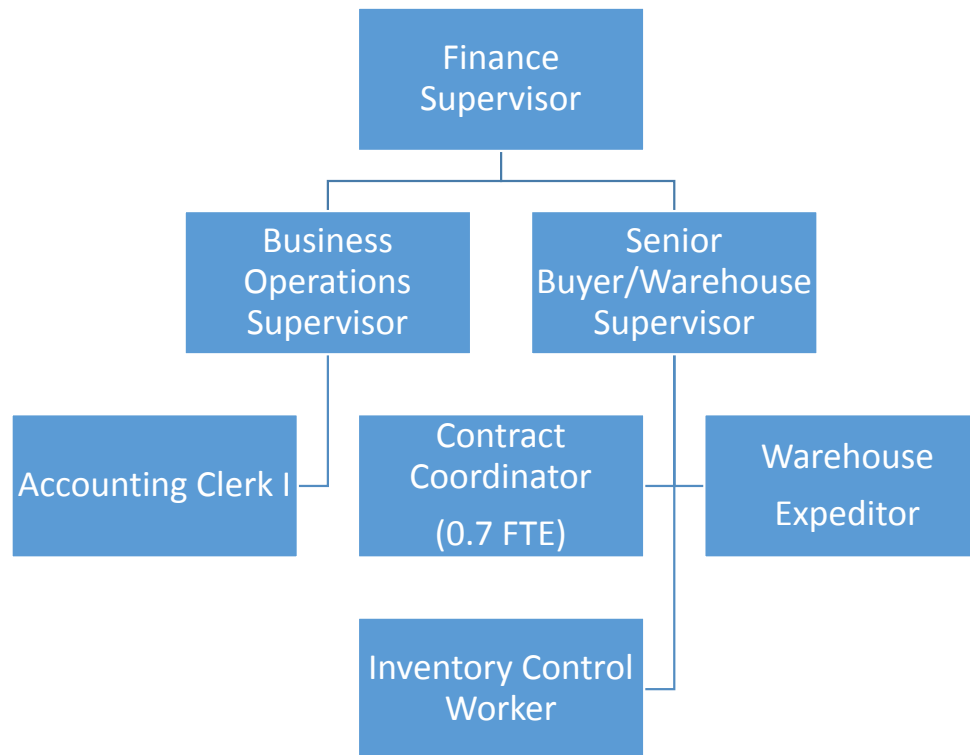 Finance
Supervisor
Business
Operations
Supervisor
Senior
Buyer/Warehouse
Supervisor
Accounting Clerk I
Contract
Coordinator
(0.7 FTE)
Warehouse
Expeditor
Inventory Control
Worker